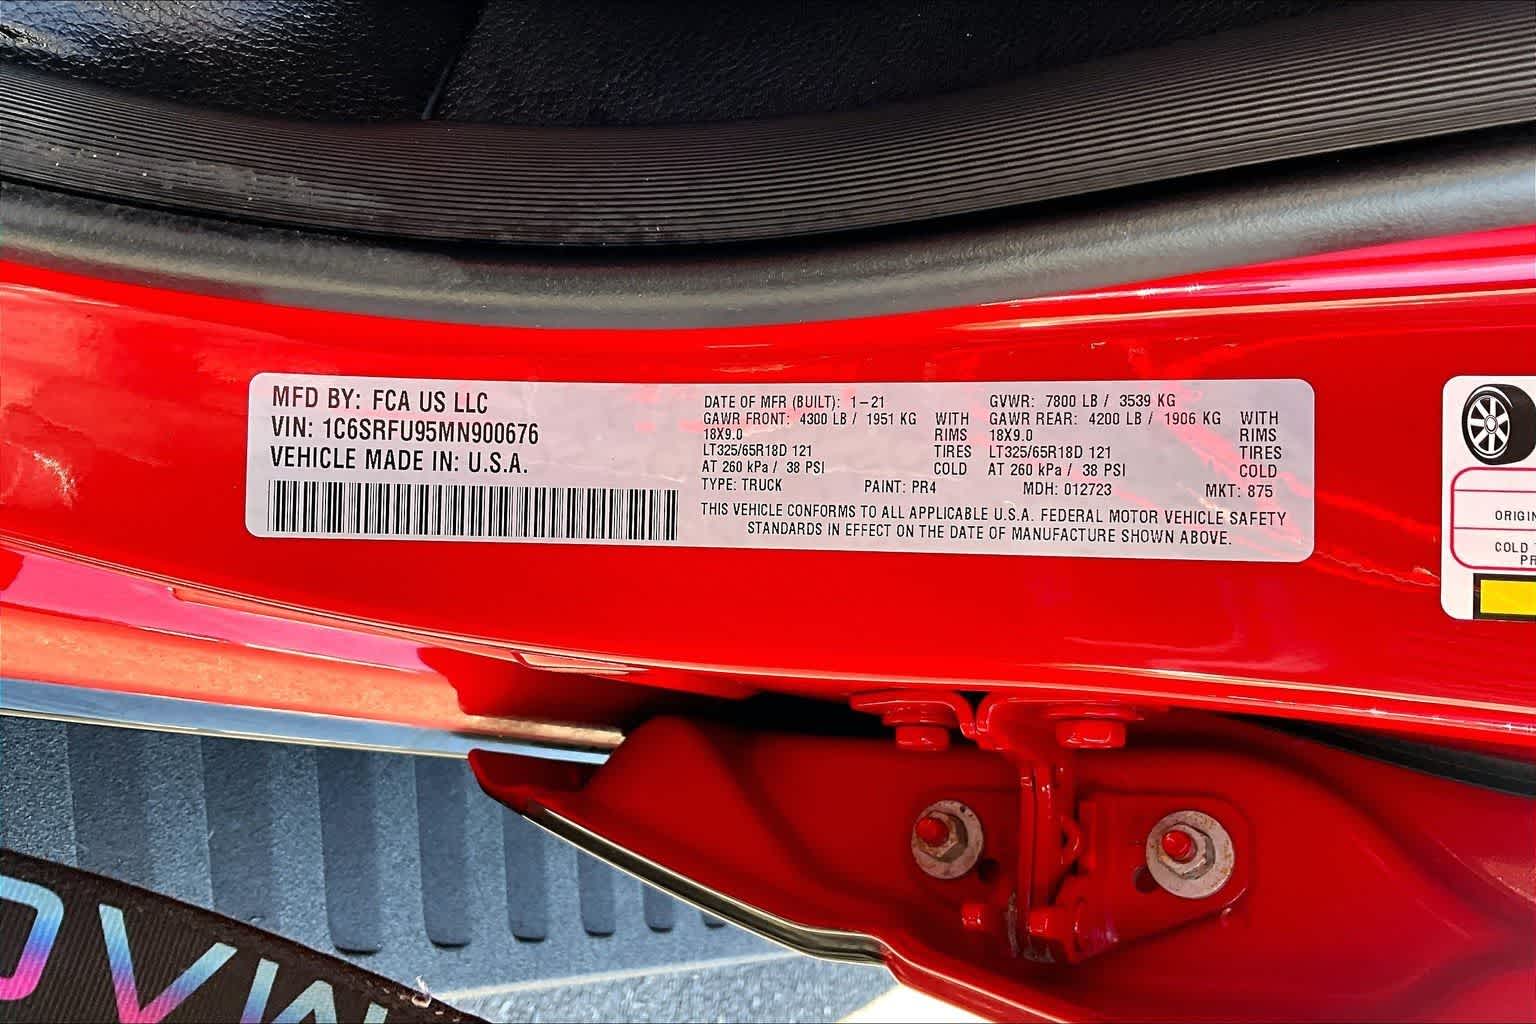 MFD BY: FCA US LLC
VIN: 1C6SRFU95MN900676
VEHICLE MADE IN: U.S.A.
DATE OF MFR (BUILT): 1-21 GVWR: 7800 LB / 3539 KG
GAWR FRONT: 4300 LB / 1951 KG WITH GAWR REAR: 4200 LB / 1906 KG WITH
18X9.0 RIMS 18X9.0 RIMS
LT325/65R18D 121 TIRES LT325/65R18D 121 TIRES
AT 260 kPa / 38 PSI COLD AT 260 kPa / 38 PSI COLD
TYPE: TRUCK PAINT: PR4 MDH: 012723 MKT: 875
THIS VEHICLE CONFORMS TO ALL APPLICABLE U.S.A. FEDERAL MOTOR VEHICLE SAFETY
STANDARDS IN EFFECT ON THE DATE OF MANUFACTURE SHOWN ABOVE.
ORIGIN
COLD
PR